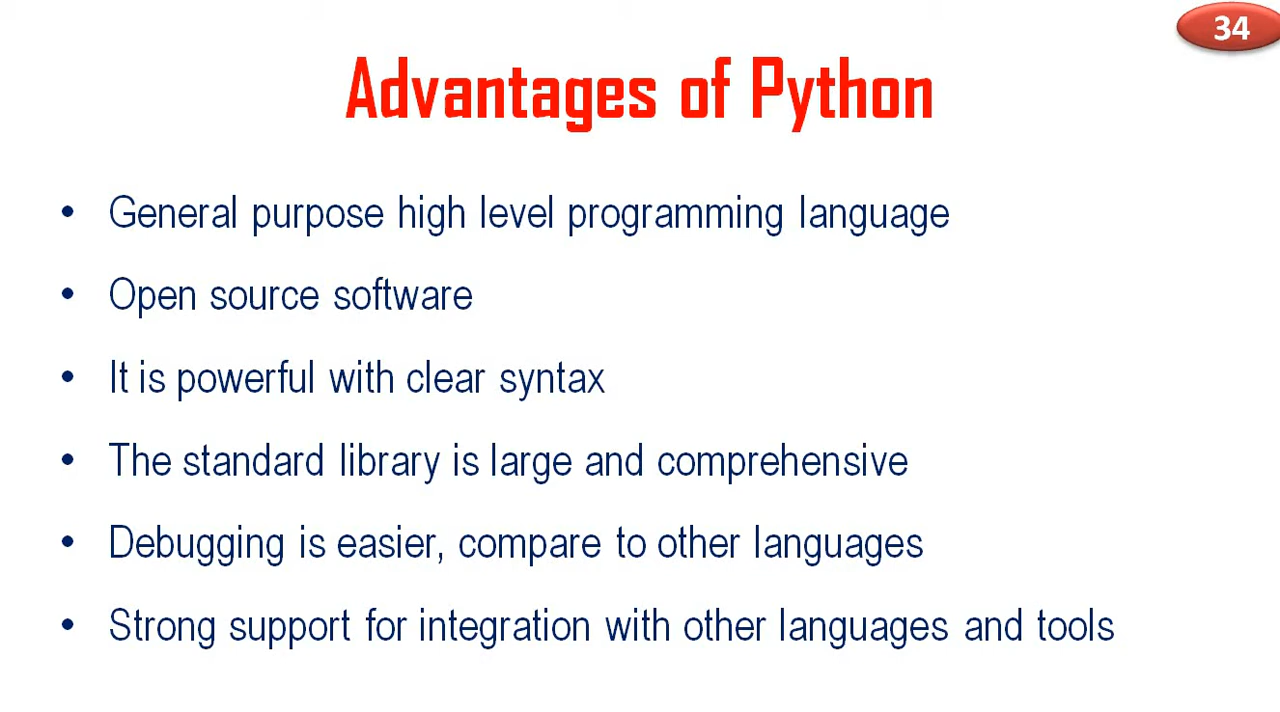 34
Advantages of Python
• General purpose high level programming language
• Open source software
• It is powerful with clear syntax
• The standard library is large and comprehensive
• Debugging is easier, compare to other languages
• Strong support for integration with other languages and tools